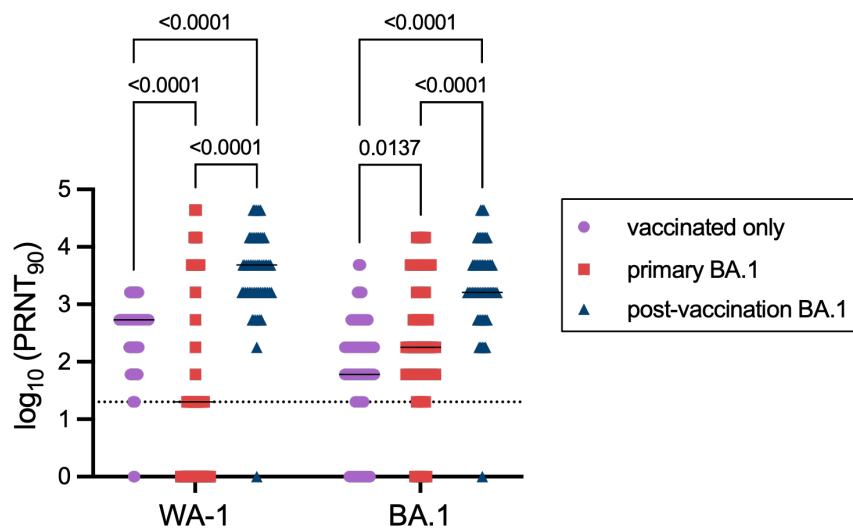 <0.0001 <0.0001
<0.0001 <0.0001
<0.0001 0.0137
5
4
3
2
1
0
log10 (PRNT90)
WA-1 BA.1
vaccinated only
primary BA.1
post-vaccination BA.1